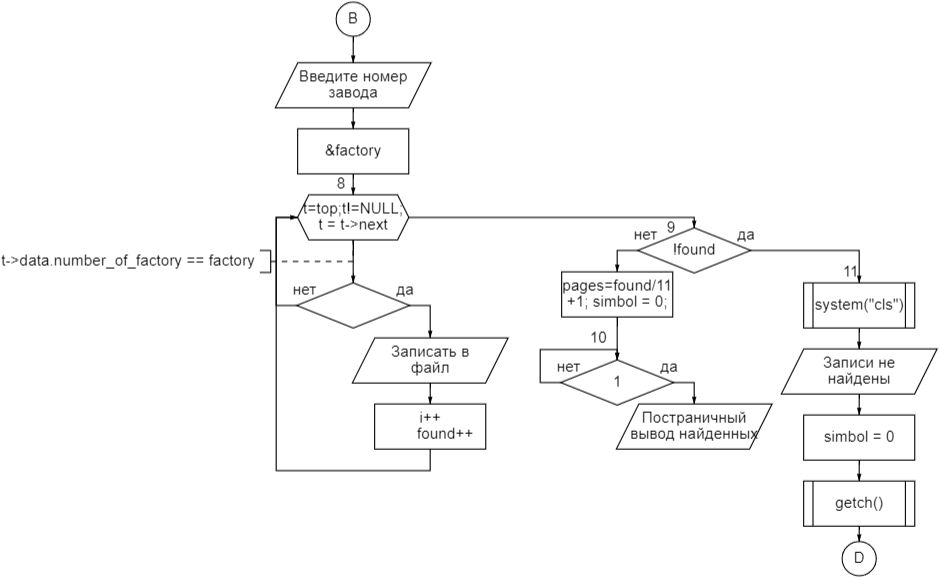 B
Введите номер
завода
&factory
8
t=top;t!=NULL;
t = t->next
t->data.number_of_factory == factory
нет
да
Записать в
файл
i++
found++
9
нет
да
!found
pages=found/11
+1; simbol = 0;
10
нет
да
1
Постраничный
вывод найденных
11
system("cls")
Записи не
найдены
simbol = 0
getch()
D